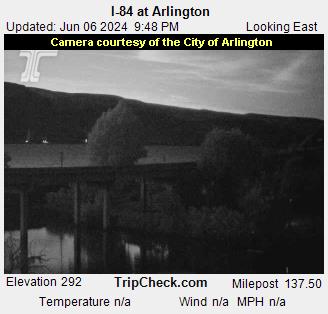 I-84 at Arlington
Updated: Jun 06 2024 9:48 PM Looking East
Camera courtesy of the City of Arlington
Elevation 292 TripCheck.com Milepost 137.50
Temperature n/a Wind n/a MPH n/a